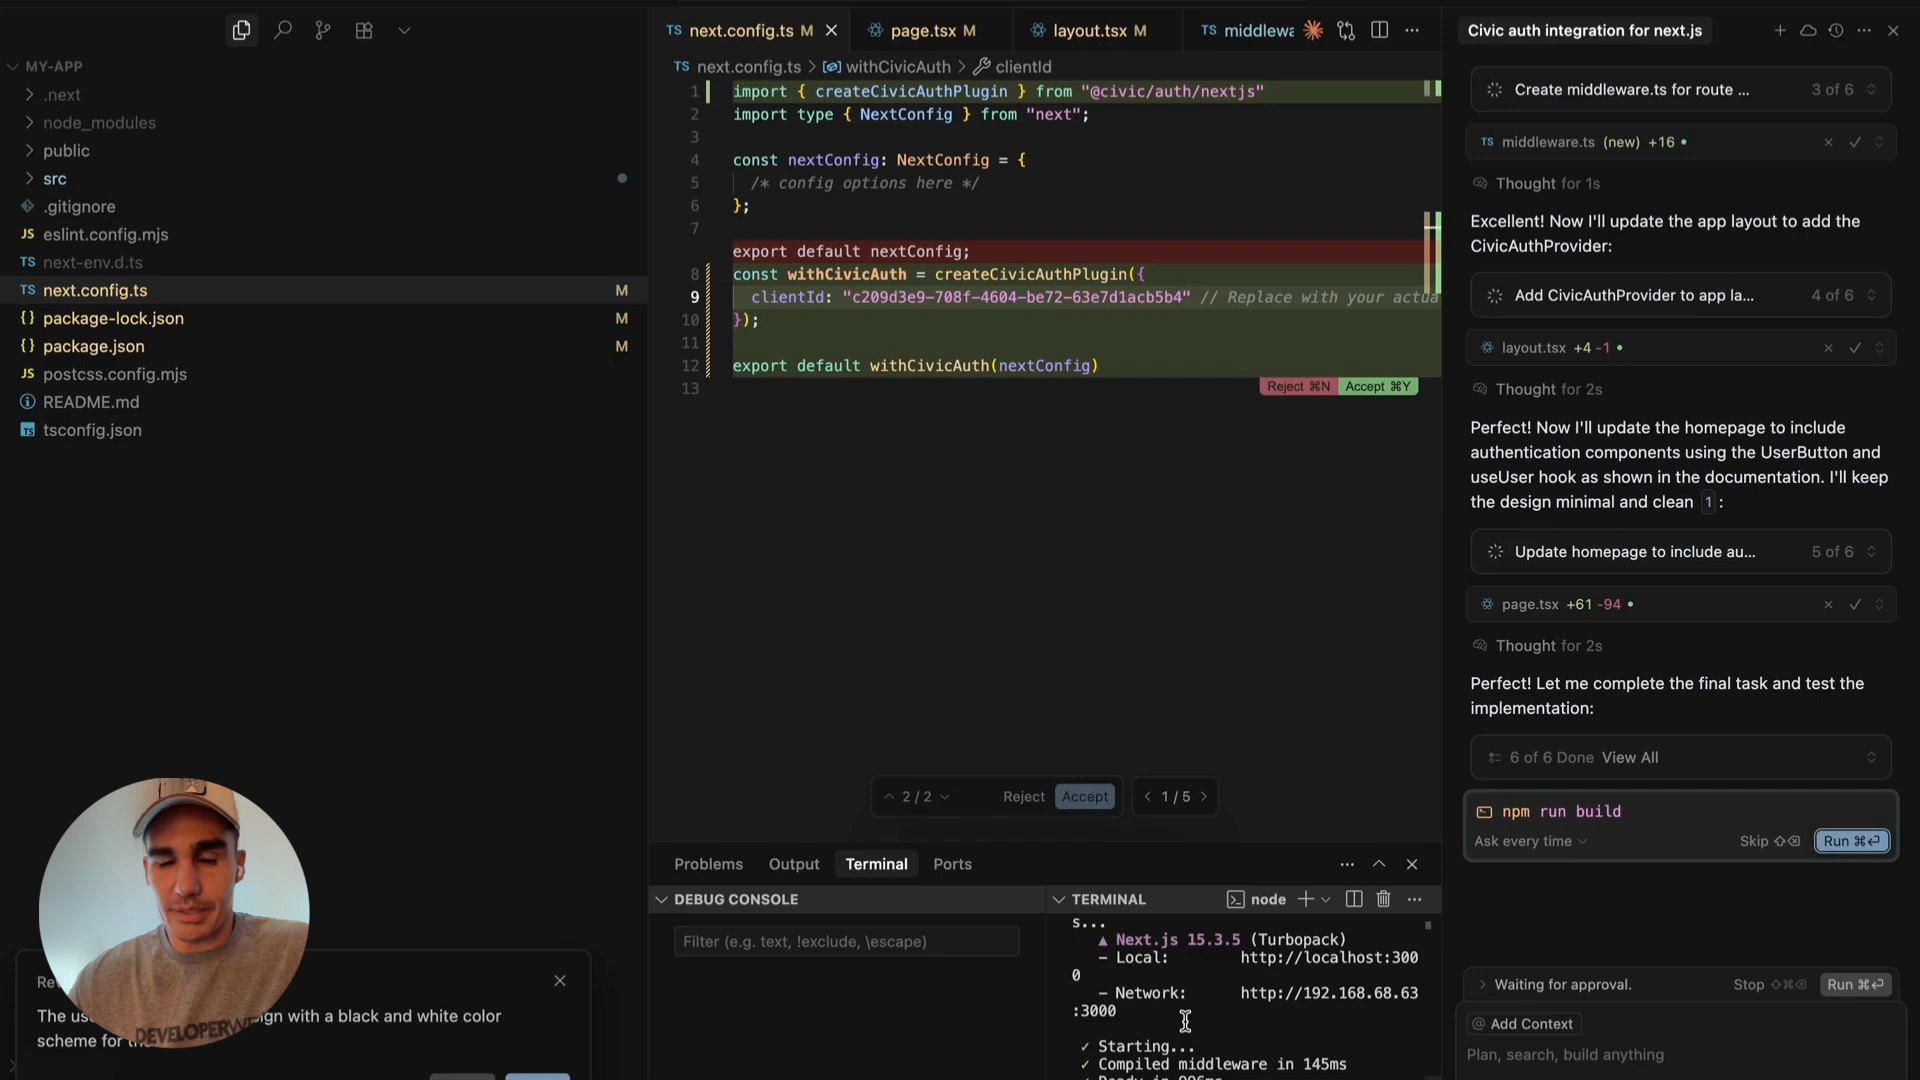 MY-APP
.next
node_modules
public
src
.gitignore
JS eslint.config.mjs
TS next-env.d.ts
TS next.config.ts M
{} package-lock.json M
{} package.json M
JS postcss.config.mjs
README.md
TS tsconfig.json
DEVELOPERWE
The us
gn with a black and white color
scheme for
TS next.config.ts M
page.tsx M
layout.tsx M
TS middlewa
TS next.config.ts > withCivicAuth > clientId
1 import { createCivicAuthPlugin } from "@civic/auth/nextjs"
2 import type { NextConfig } from "next";
3
4 const nextConfig: NextConfig = {
5 /* config options here */
6 };
7
export default nextConfig;
8 const withCivicAuth = createCivicAuthPlugin({
9 clientId: "c209d3e9-708f-4604-be72-63e7d1acb5b4" // Replace with your actua
10 });
11
12 export default withCivicAuth(nextConfig)
13
Reject ⌘N Accept ⌘Y
2 / 2 Reject Accept
1 / 5
Problems Output Terminal Ports
DEBUG CONSOLE
Filter (e.g. text, !exclude, \escape)
TERMINAL node
s...
▲ Next.js 15.3.5 (Turbopack)
- Local: http://localhost:300
0
- Network: http://192.168.68.63
:3000
✓ Starting...
✓ Compiled middleware in 145ms
Civic auth integration for next.js
Create middleware.ts for route ... 3 of 6
TS middleware.ts (new) +16 •
Thought for 1s
Excellent! Now I'll update the app layout to add the
CivicAuthProvider:
Add CivicAuthProvider to app la... 4 of 6
layout.tsx +4 -1 •
Thought for 2s
Perfect! Now I'll update the homepage to include
authentication components using the UserButton and
useUser hook as shown in the documentation. I'll keep
the design minimal and clean 1 :
Update homepage to include au... 5 of 6
page.tsx +61 -94 •
Thought for 2s
Perfect! Let me complete the final task and test the
implementation:
6 of 6 Done View All
npm run build
Ask every time Skip ⇧⌫ Run ⌘⏎
Waiting for approval. Stop ⇧⌘⌫ Run ⌘⏎
@ Add Context
Plan, search, build anything